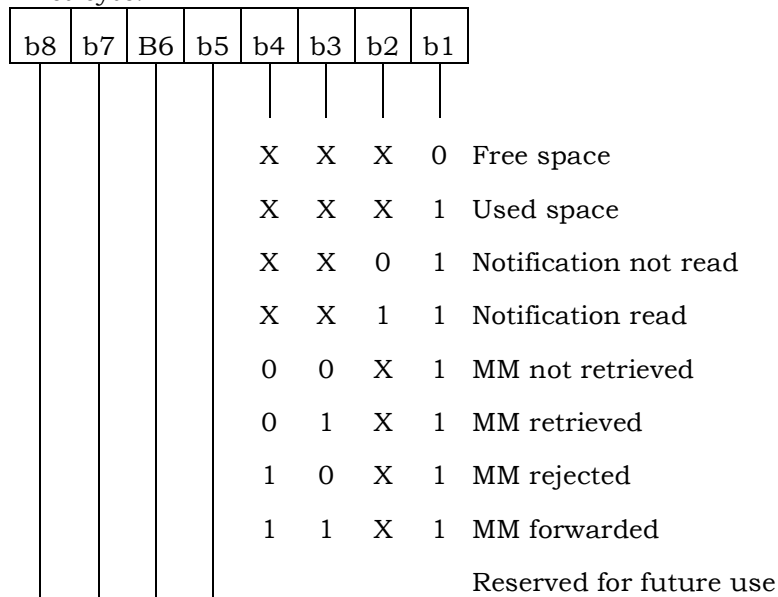 b8 b7 B6 b5 b4 b3 b2 b1
X X X 0 Free space
X X X 1 Used space
X X 0 1 Notification not read
X X 1 1 Notification read
0 0 X 1 MM not retrieved
0 1 X 1 MM retrieved
1 0 X 1 MM rejected
1 1 X 1 MM forwarded
Reserved for future use